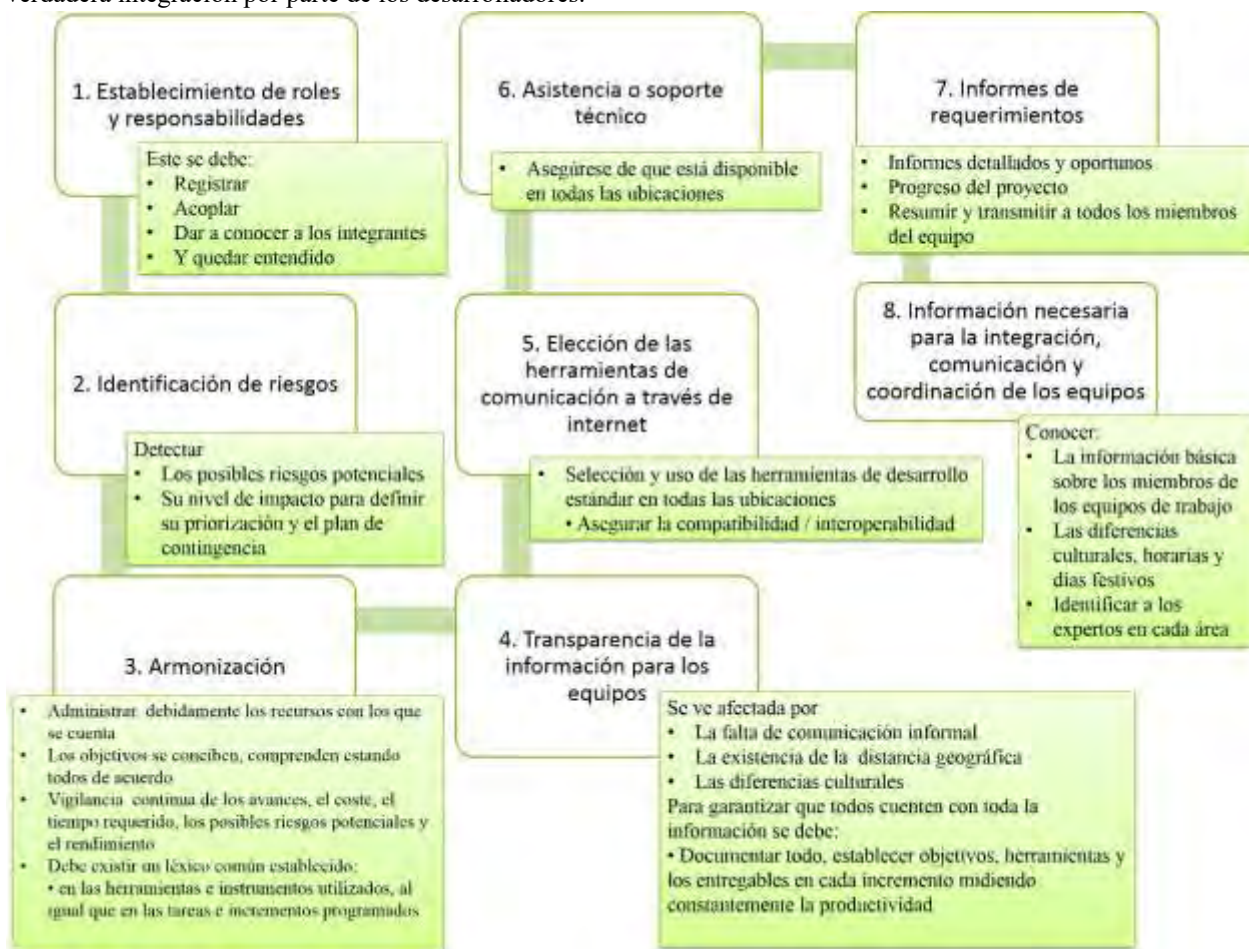 verdadera integración por parte de los desarrolladores.
1. Establecimiento de roles
y responsabilidades
Este se debe:
• Registrar
• Acoplar
• Dar a conocer a los integrantes
• Y quedar entendido
2. Identificación de riesgos
Detectar
• Los posibles riesgos potenciales
• Su nivel de impacto para definir
su priorización y el plan de
contingencia
3. Armonización
• Administrar debidamente los recursos con los que
se cuenta
• Los objetivos se conciben, comprenden estando
todos de acuerdo
• Vigilancia continua de los avances, el coste, el
tiempo requerido, los posibles riesgos potenciales y
el rendimiento
• Debe existir un léxico común establecido:
• en las herramientas e instrumentos utilizados, al
igual que en las tareas e incrementos programados
4. Transparencia de la
información para los
equipos
Se ve afectada por
• La falta de comunicación informal
• La existencia de la distancia geográfica
• Las diferencias culturales
Para garantizar que todos cuenten con toda la
información se debe:
• Documentar todo, establecer objetivos, herramientas y
los entregables en cada incremento midiendo
constantemente la productividad
5. Elección de las
herramientas de
comunicación a través de
internet
• Selección y uso de las herramientas de desarrollo
estándar en todas las ubicaciones
• Asegurar la compatibilidad / interoperabilidad
6. Asistencia o soporte
técnico
• Asegúrese de que está disponible
en todas las ubicaciones
7. Informes de
requerimientos
• Informes detallados y oportunos
• Progreso del proyecto
• Resumir y transmitir a todos los miembros
del equipo
8. Información necesaria
para la integración,
comunicación y
coordinación de los equipos
Conocer:
• La información básica
sobre los miembros de
los equipos de trabajo
• Las diferencias
culturales, horarias y
días festivos
• Identificar a los
expertos en cada área